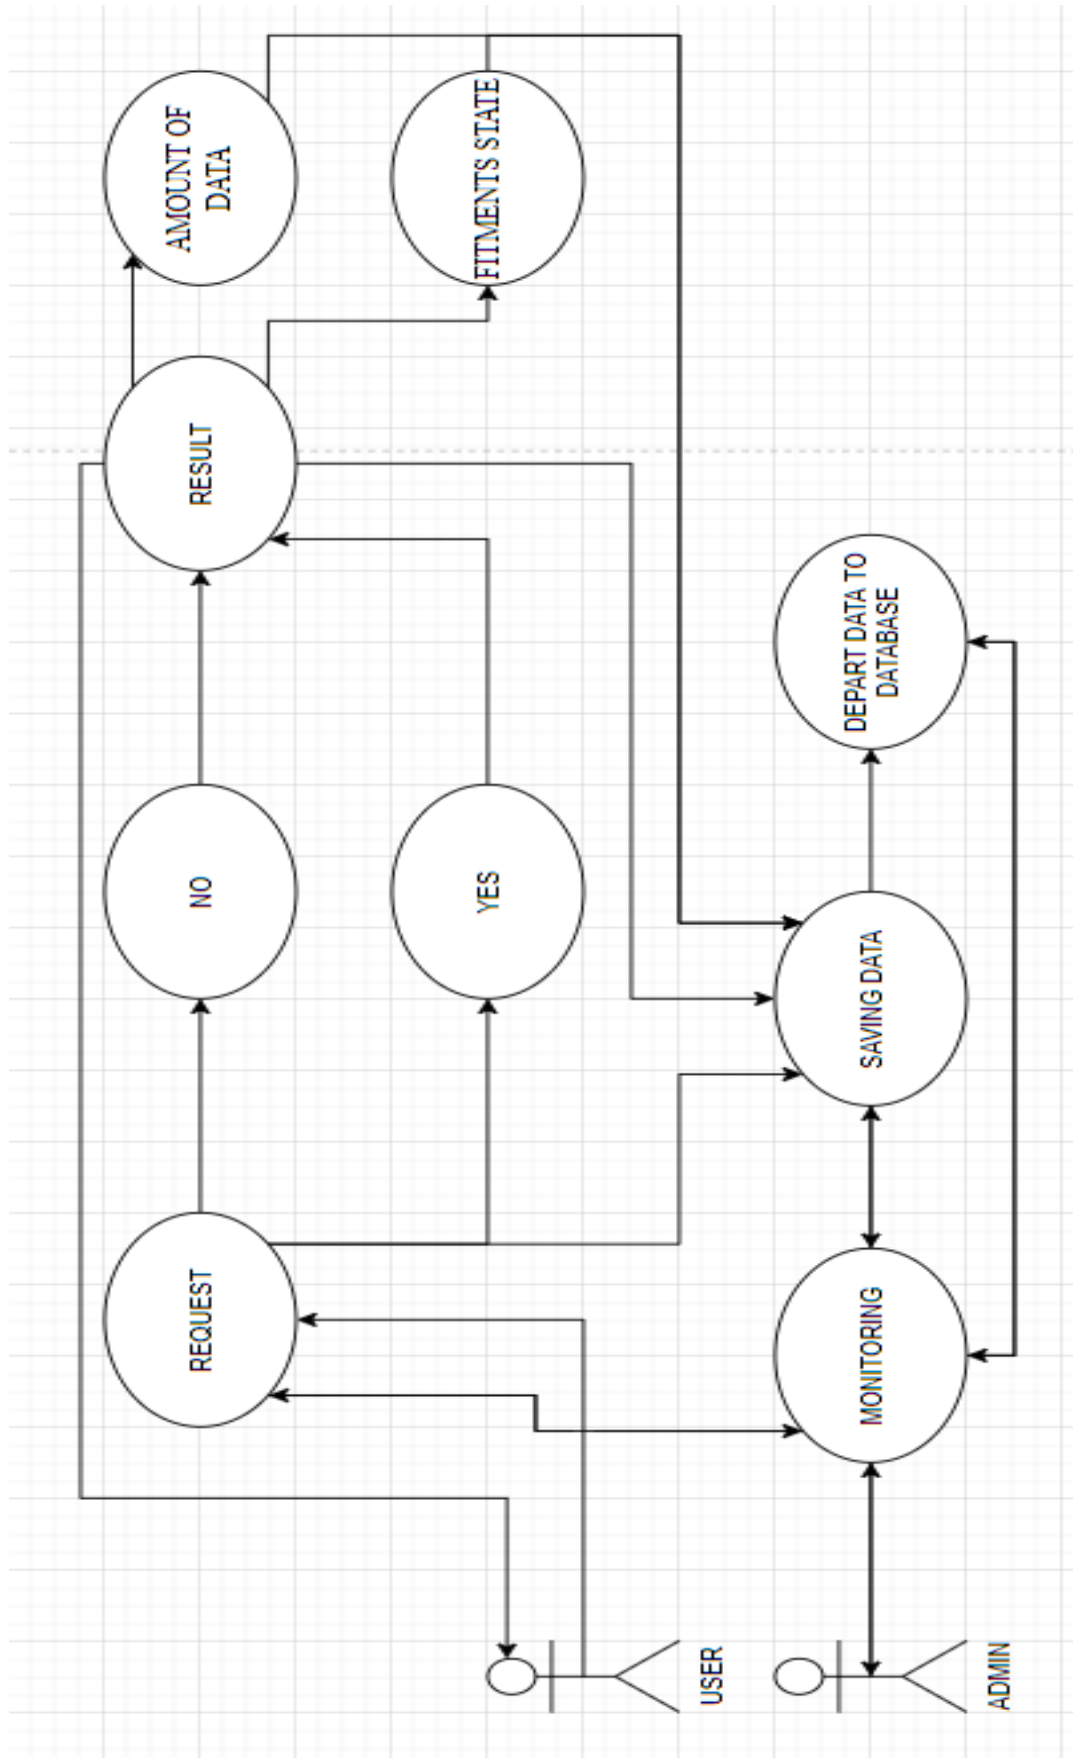 AMOUNT OF
DATA
FITMENTS STATE
RESULT
DEPART DATA TO
DATABASE
NO
YES
SAVING DATA
REQUEST
MONITORING
USER
ADMIN